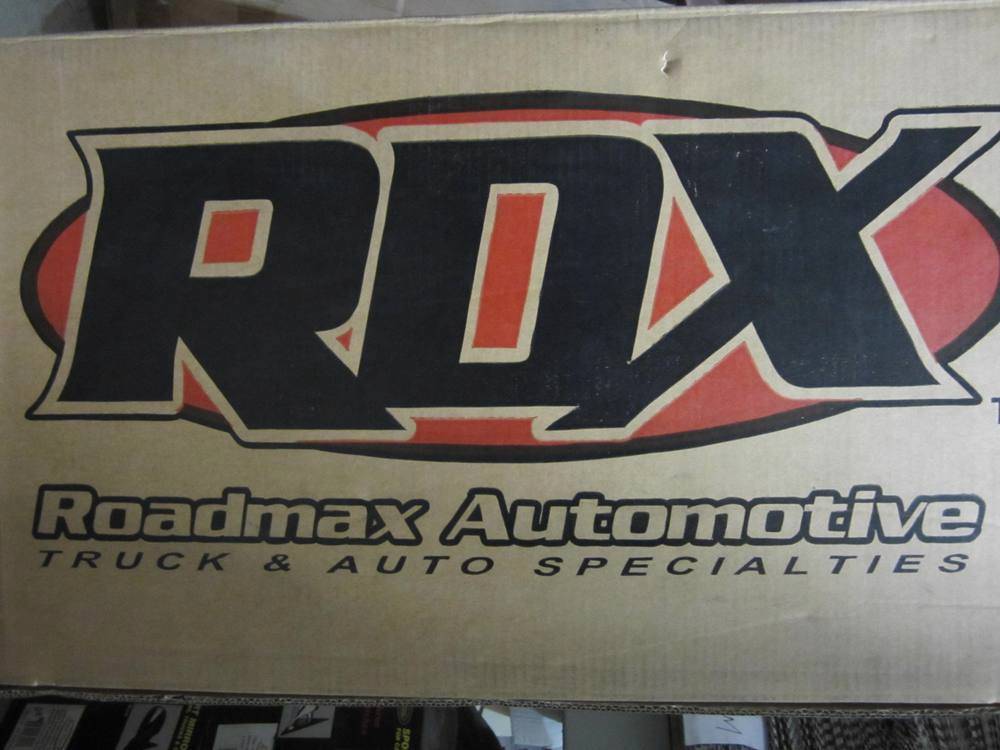 RDX
Roadmax Automotive
TRUCK & AUTO SPECIALTIES